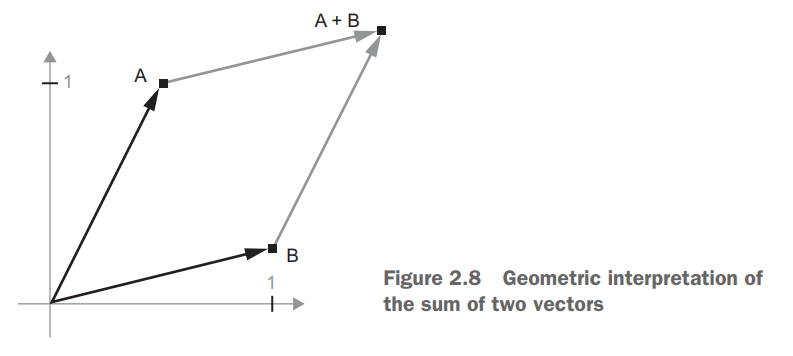 A + B
A
1
B
1
Figure 2.8 Geometric interpretation of
the sum of two vectors